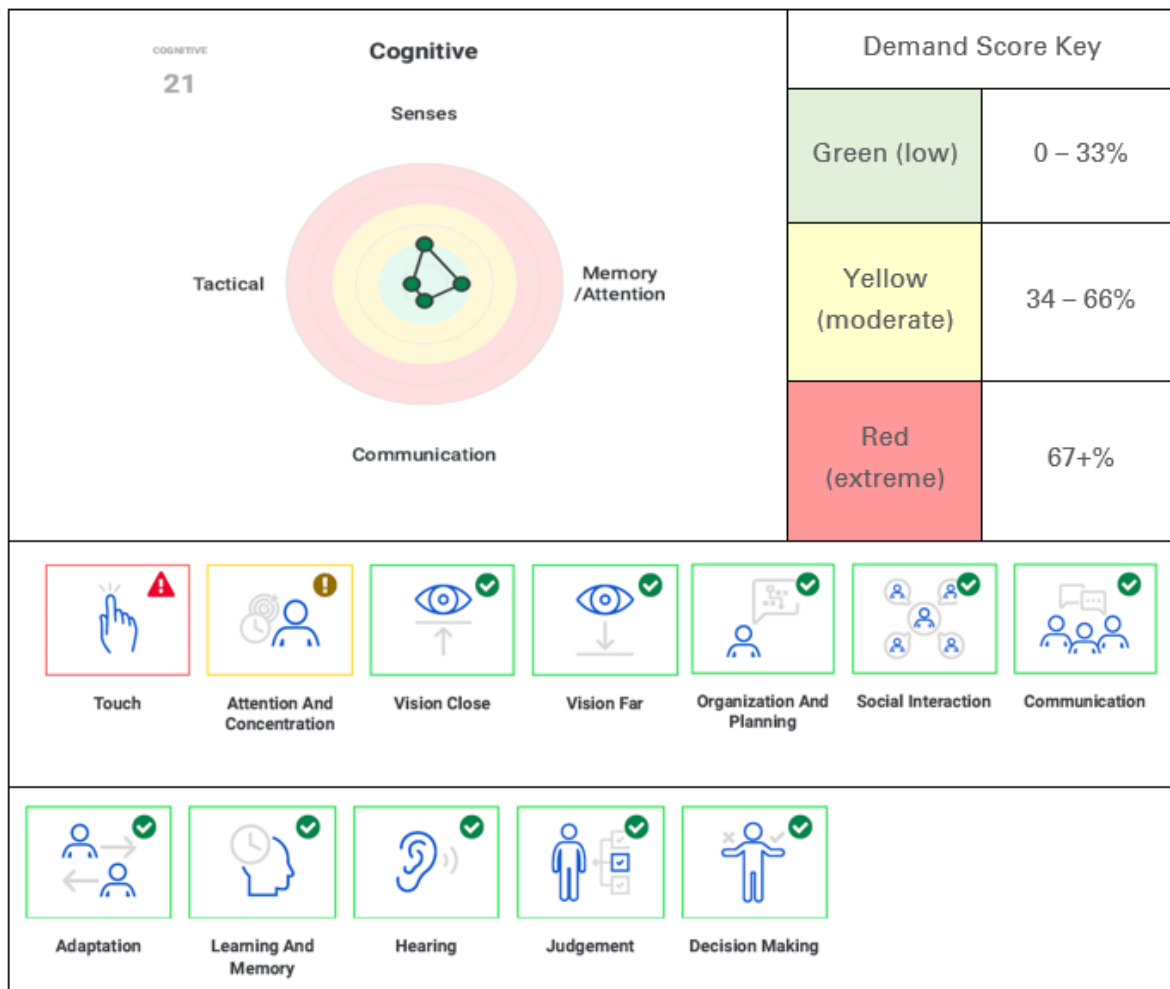 COGNITIVE
21
Cognitive
Senses
Tactical
Memory
/Attention
Communication
Demand Score Key
Green (low)
0 – 33%
Yellow
(moderate)
34 – 66%
Red
(extreme)
67+%
Touch
Attention And
Concentration
Vision Close
Vision Far
Organization And
Planning
Social Interaction
Communication
Adaptation
Learning And
Memory
Hearing
Judgement
Decision Making